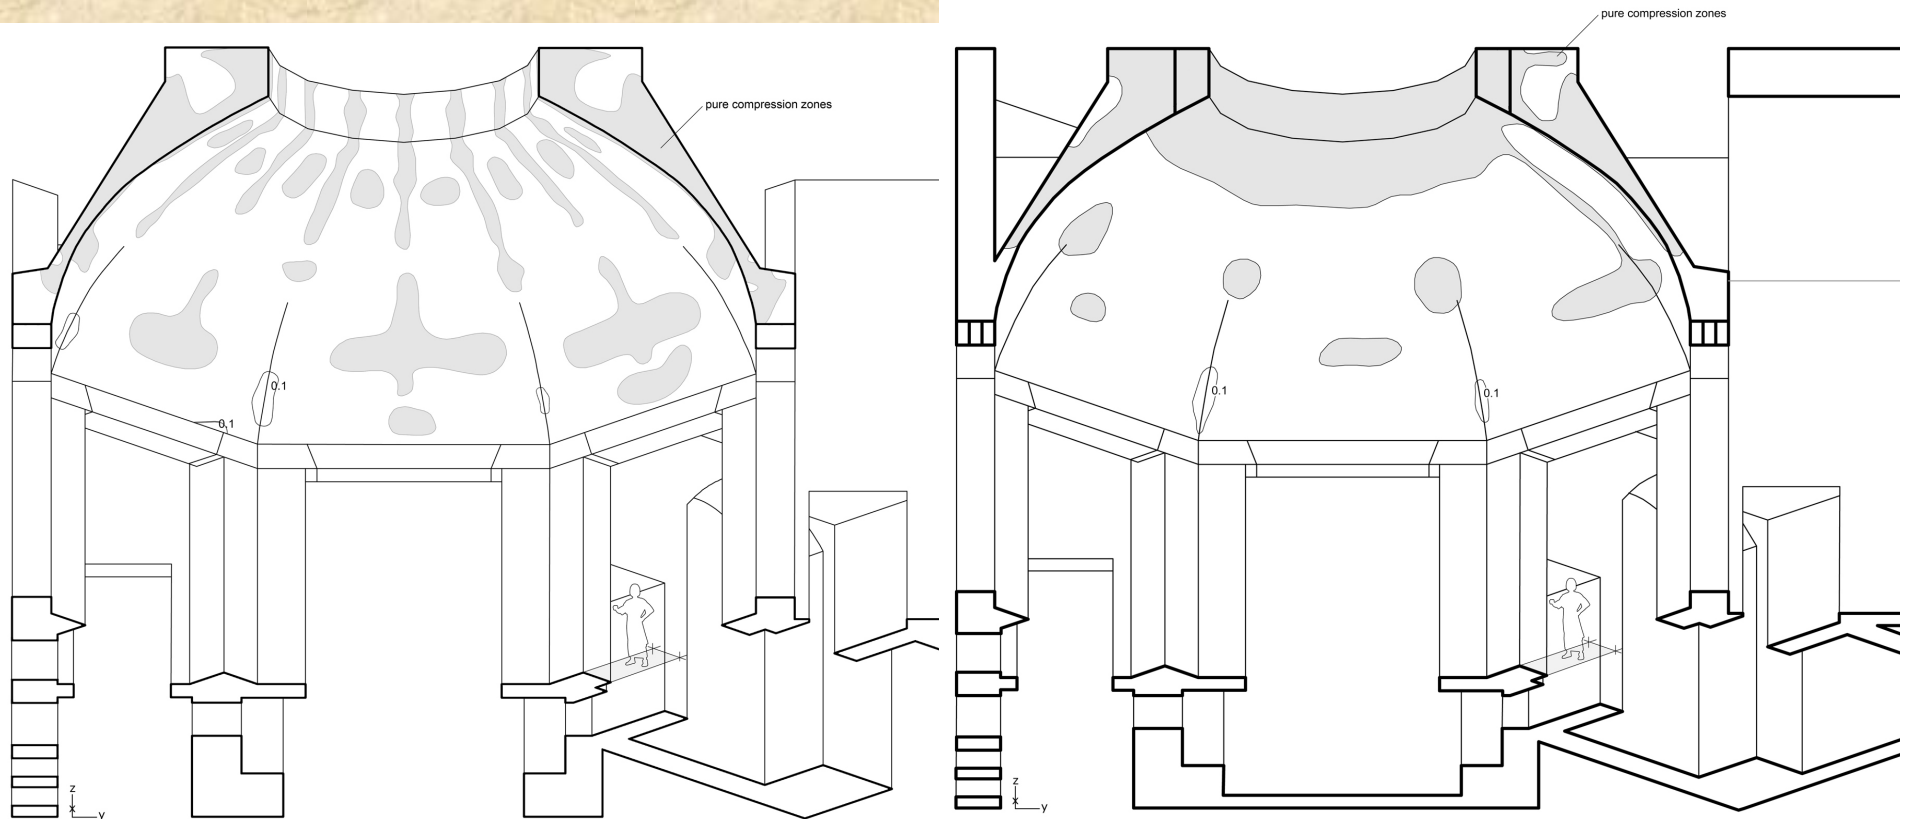 pure compression zones
0.1
0.1
z
x
y
pure compression zones
0.1
0.1
z
x
y